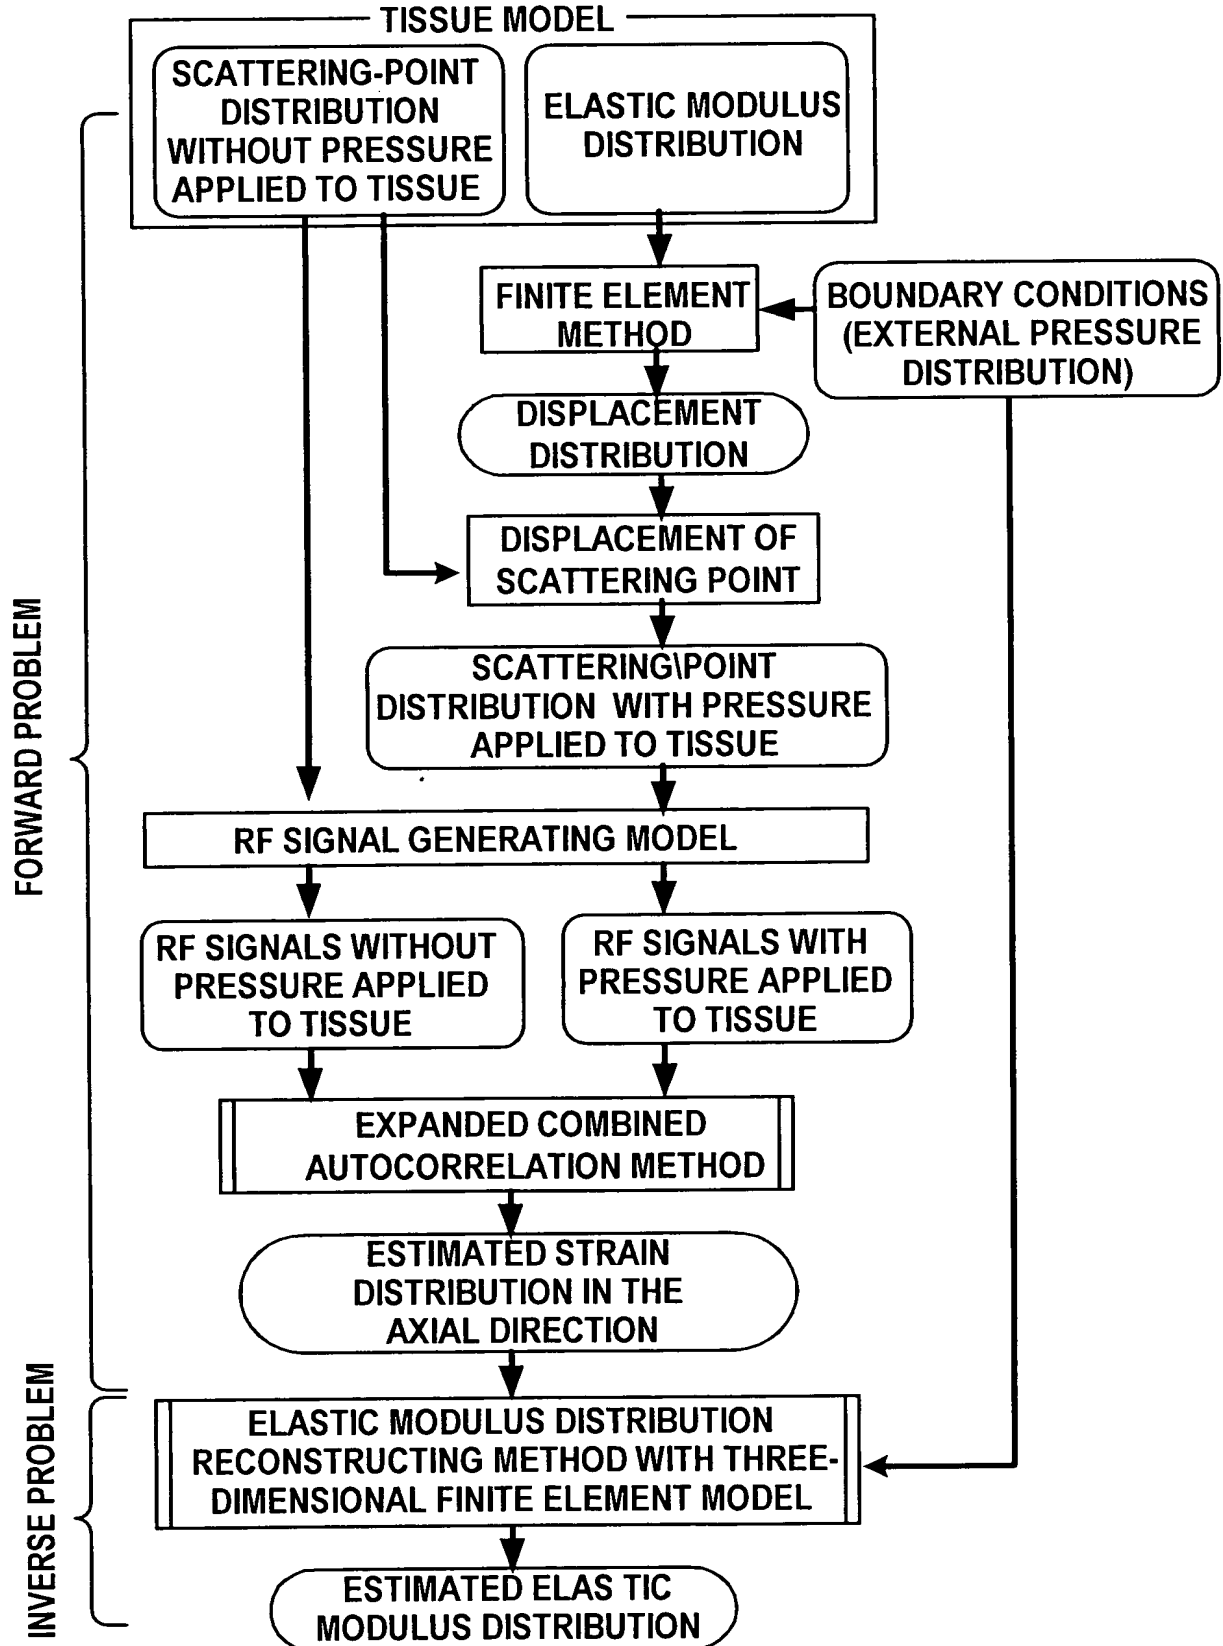 TISSUE MODEL
SCATTERING-POINT
DISTRIBUTION
WITHOUT PRESSURE
APPLIED TO TISSUE
ELASTIC MODULUS
DISTRIBUTION
FINITE ELEMENT
METHOD
BOUNDARY CONDITIONS
(EXTERNAL PRESSURE
DISTRIBUTION)
DISPLACEMENT
DISTRIBUTION
DISPLACEMENT OF
SCATTERING POINT
SCATTERING\POINT
DISTRIBUTION WITH PRESSURE
APPLIED TO TISSUE
FORWARD PROBLEM
RF SIGNAL GENERATING MODEL
RF SIGNALS WITHOUT
PRESSURE APPLIED
TO TISSUE
RF SIGNALS WITH
PRESSURE APPLIED
TO TISSUE
EXPANDED COMBINED
AUTOCORRELATION METHOD
ESTIMATED STRAIN
DISTRIBUTION IN THE
AXIAL DIRECTION
INVERSE PROBLEM
ELASTIC MODULUS DISTRIBUTION
RECONSTRUCTING METHOD WITH THREE-
DIMENSIONAL FINITE ELEMENT MODEL
ESTIMATED ELAS TIC
MODULUS DISTRIBUTION